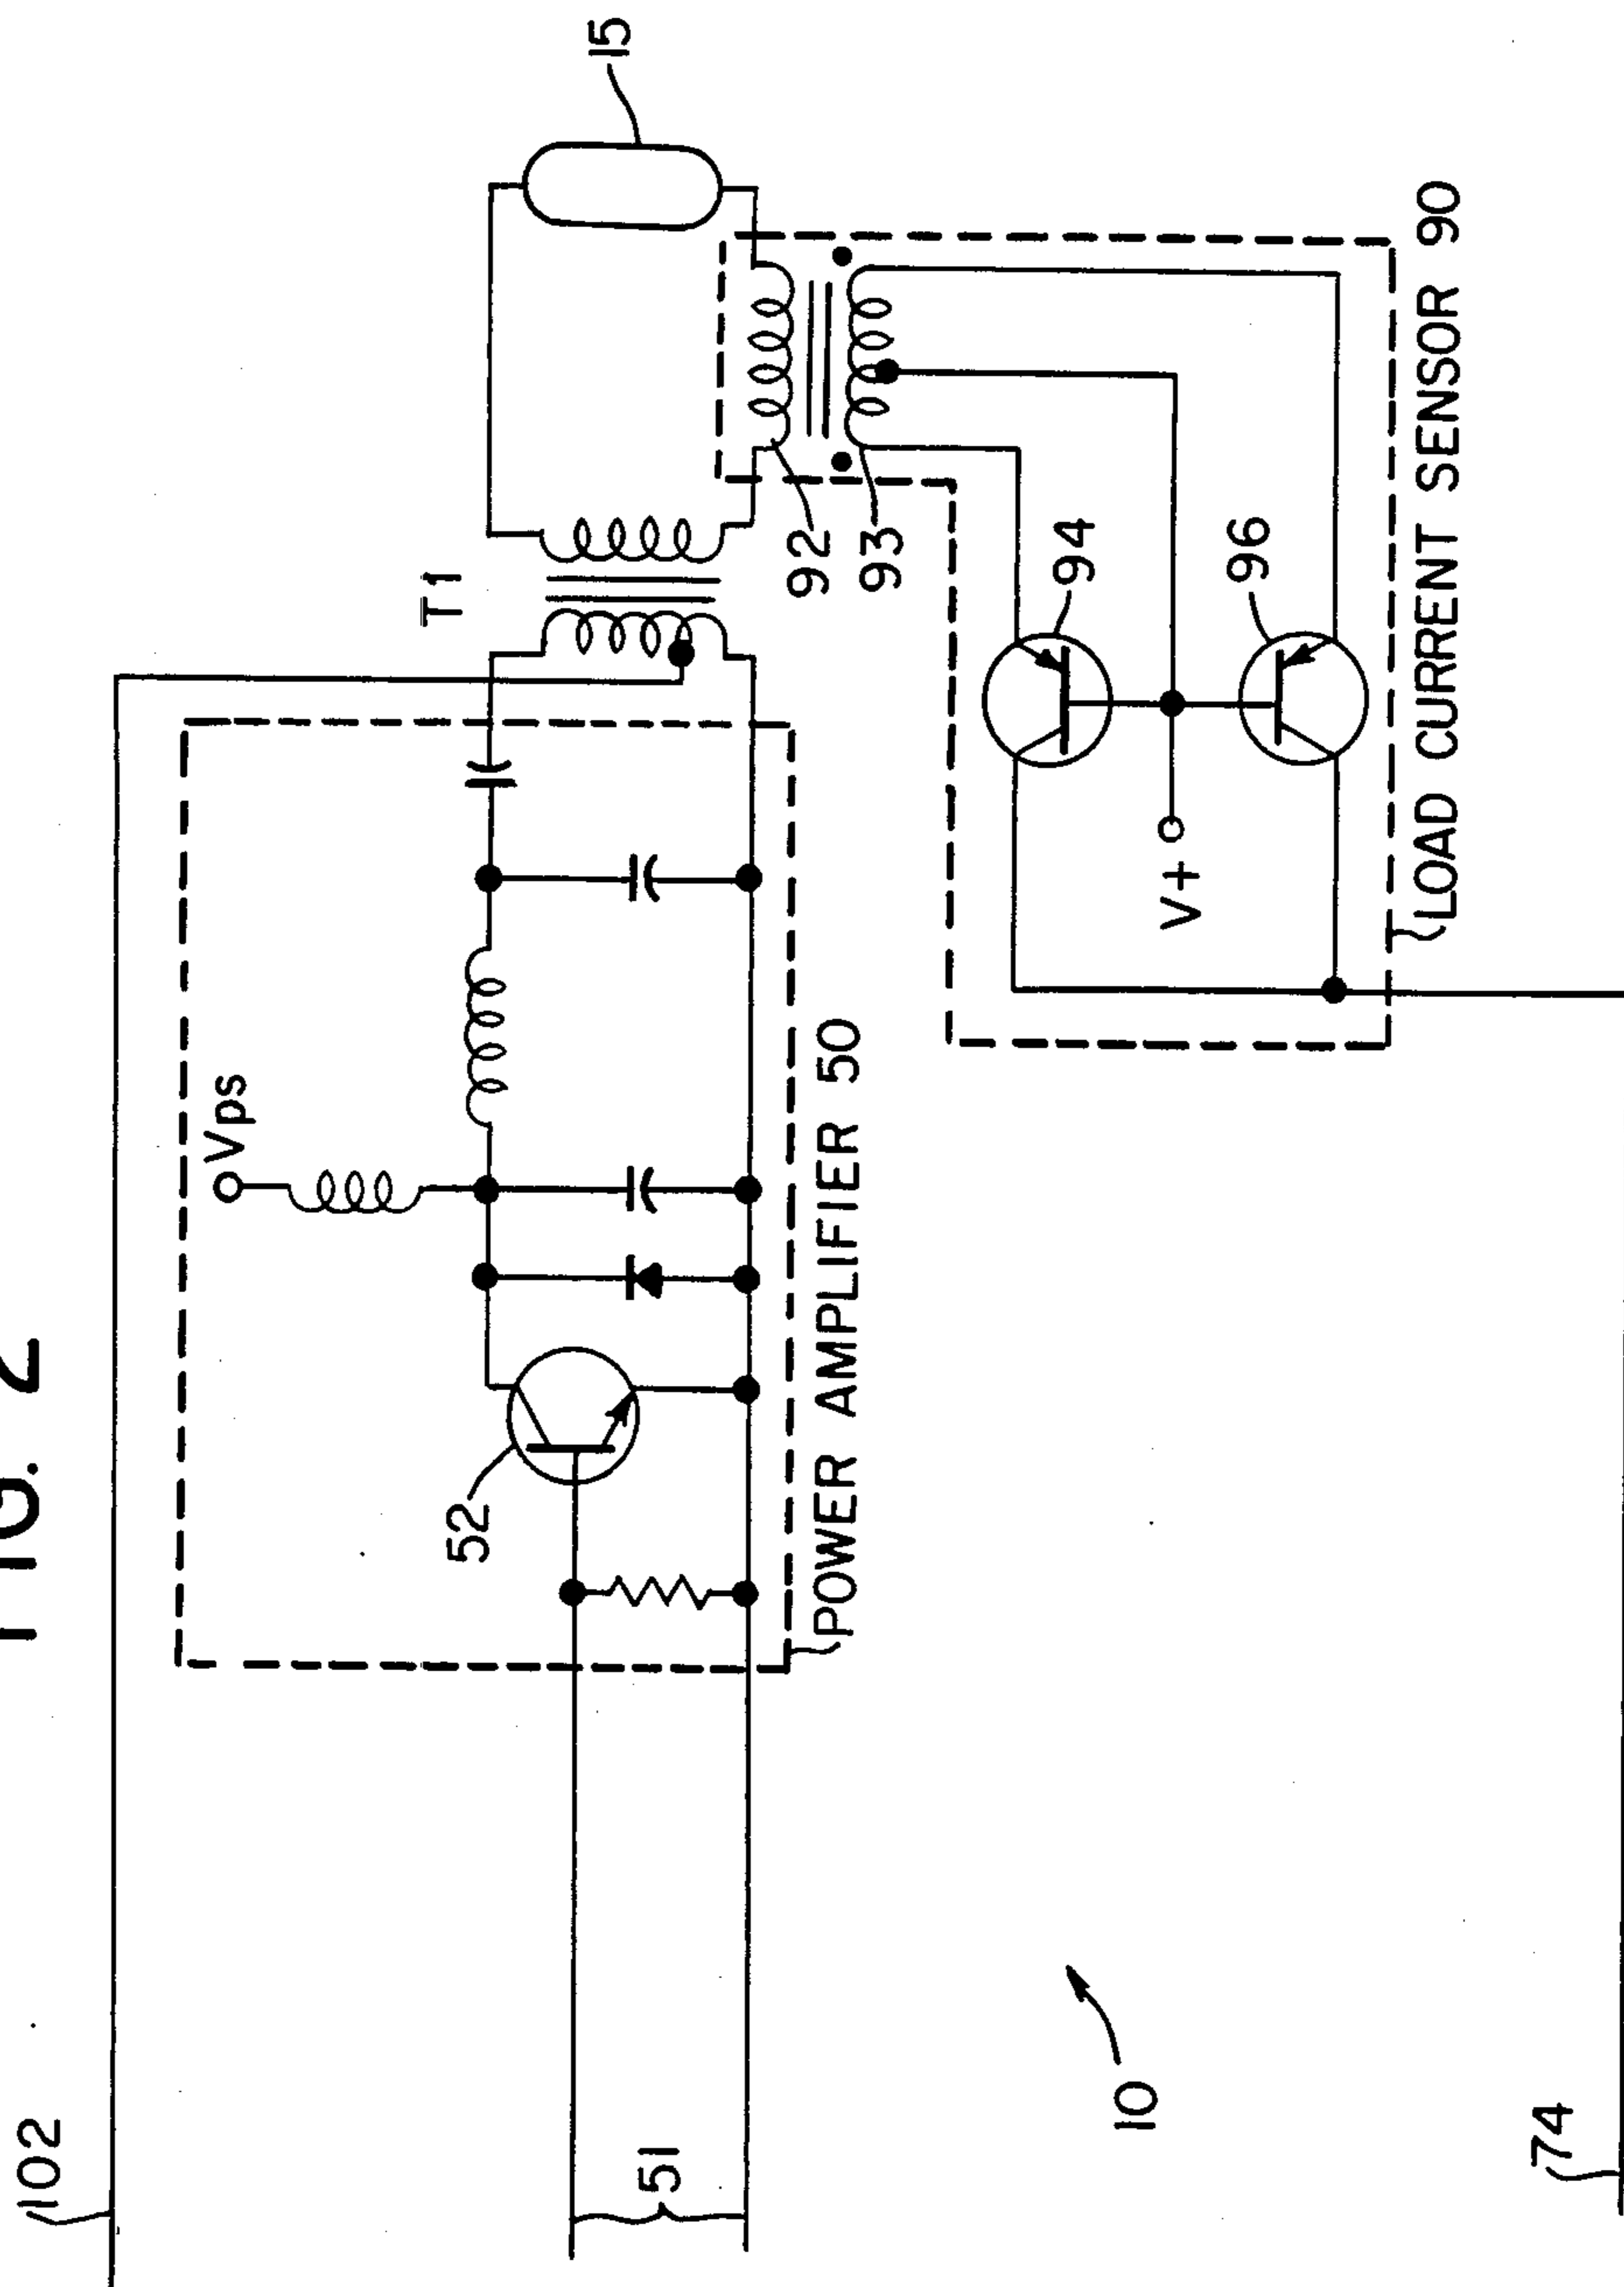 FIG. 2
102
Vps
T1
15
52
51
POWER AMPLIFIER 50
92
93
94
96
V+
LOAD CURRENT SENSOR 90
10
74